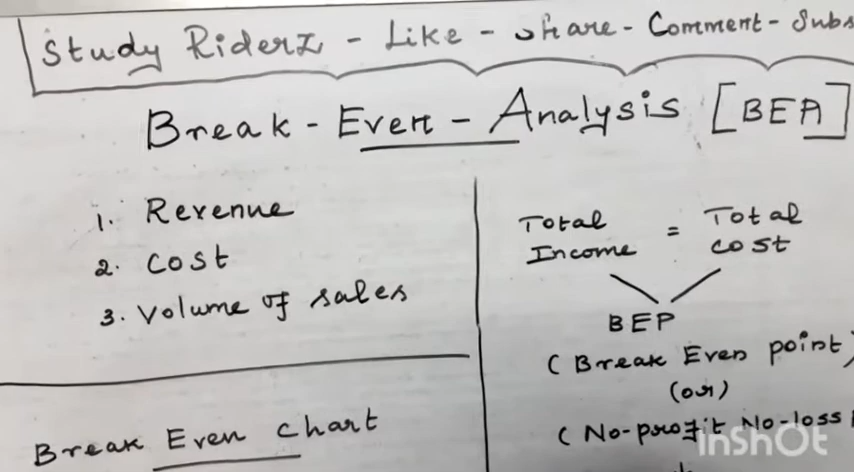 Study Riderz - Like - Share - Comment - Subs
Break - Even - Analysis [BEA]
1. Revenue
2. Cost
3. Volume of sales
Break Even chart
Total Income = Total cost
BEP
( Break Even point)
(or)
( No-profit No-loss
InShOt